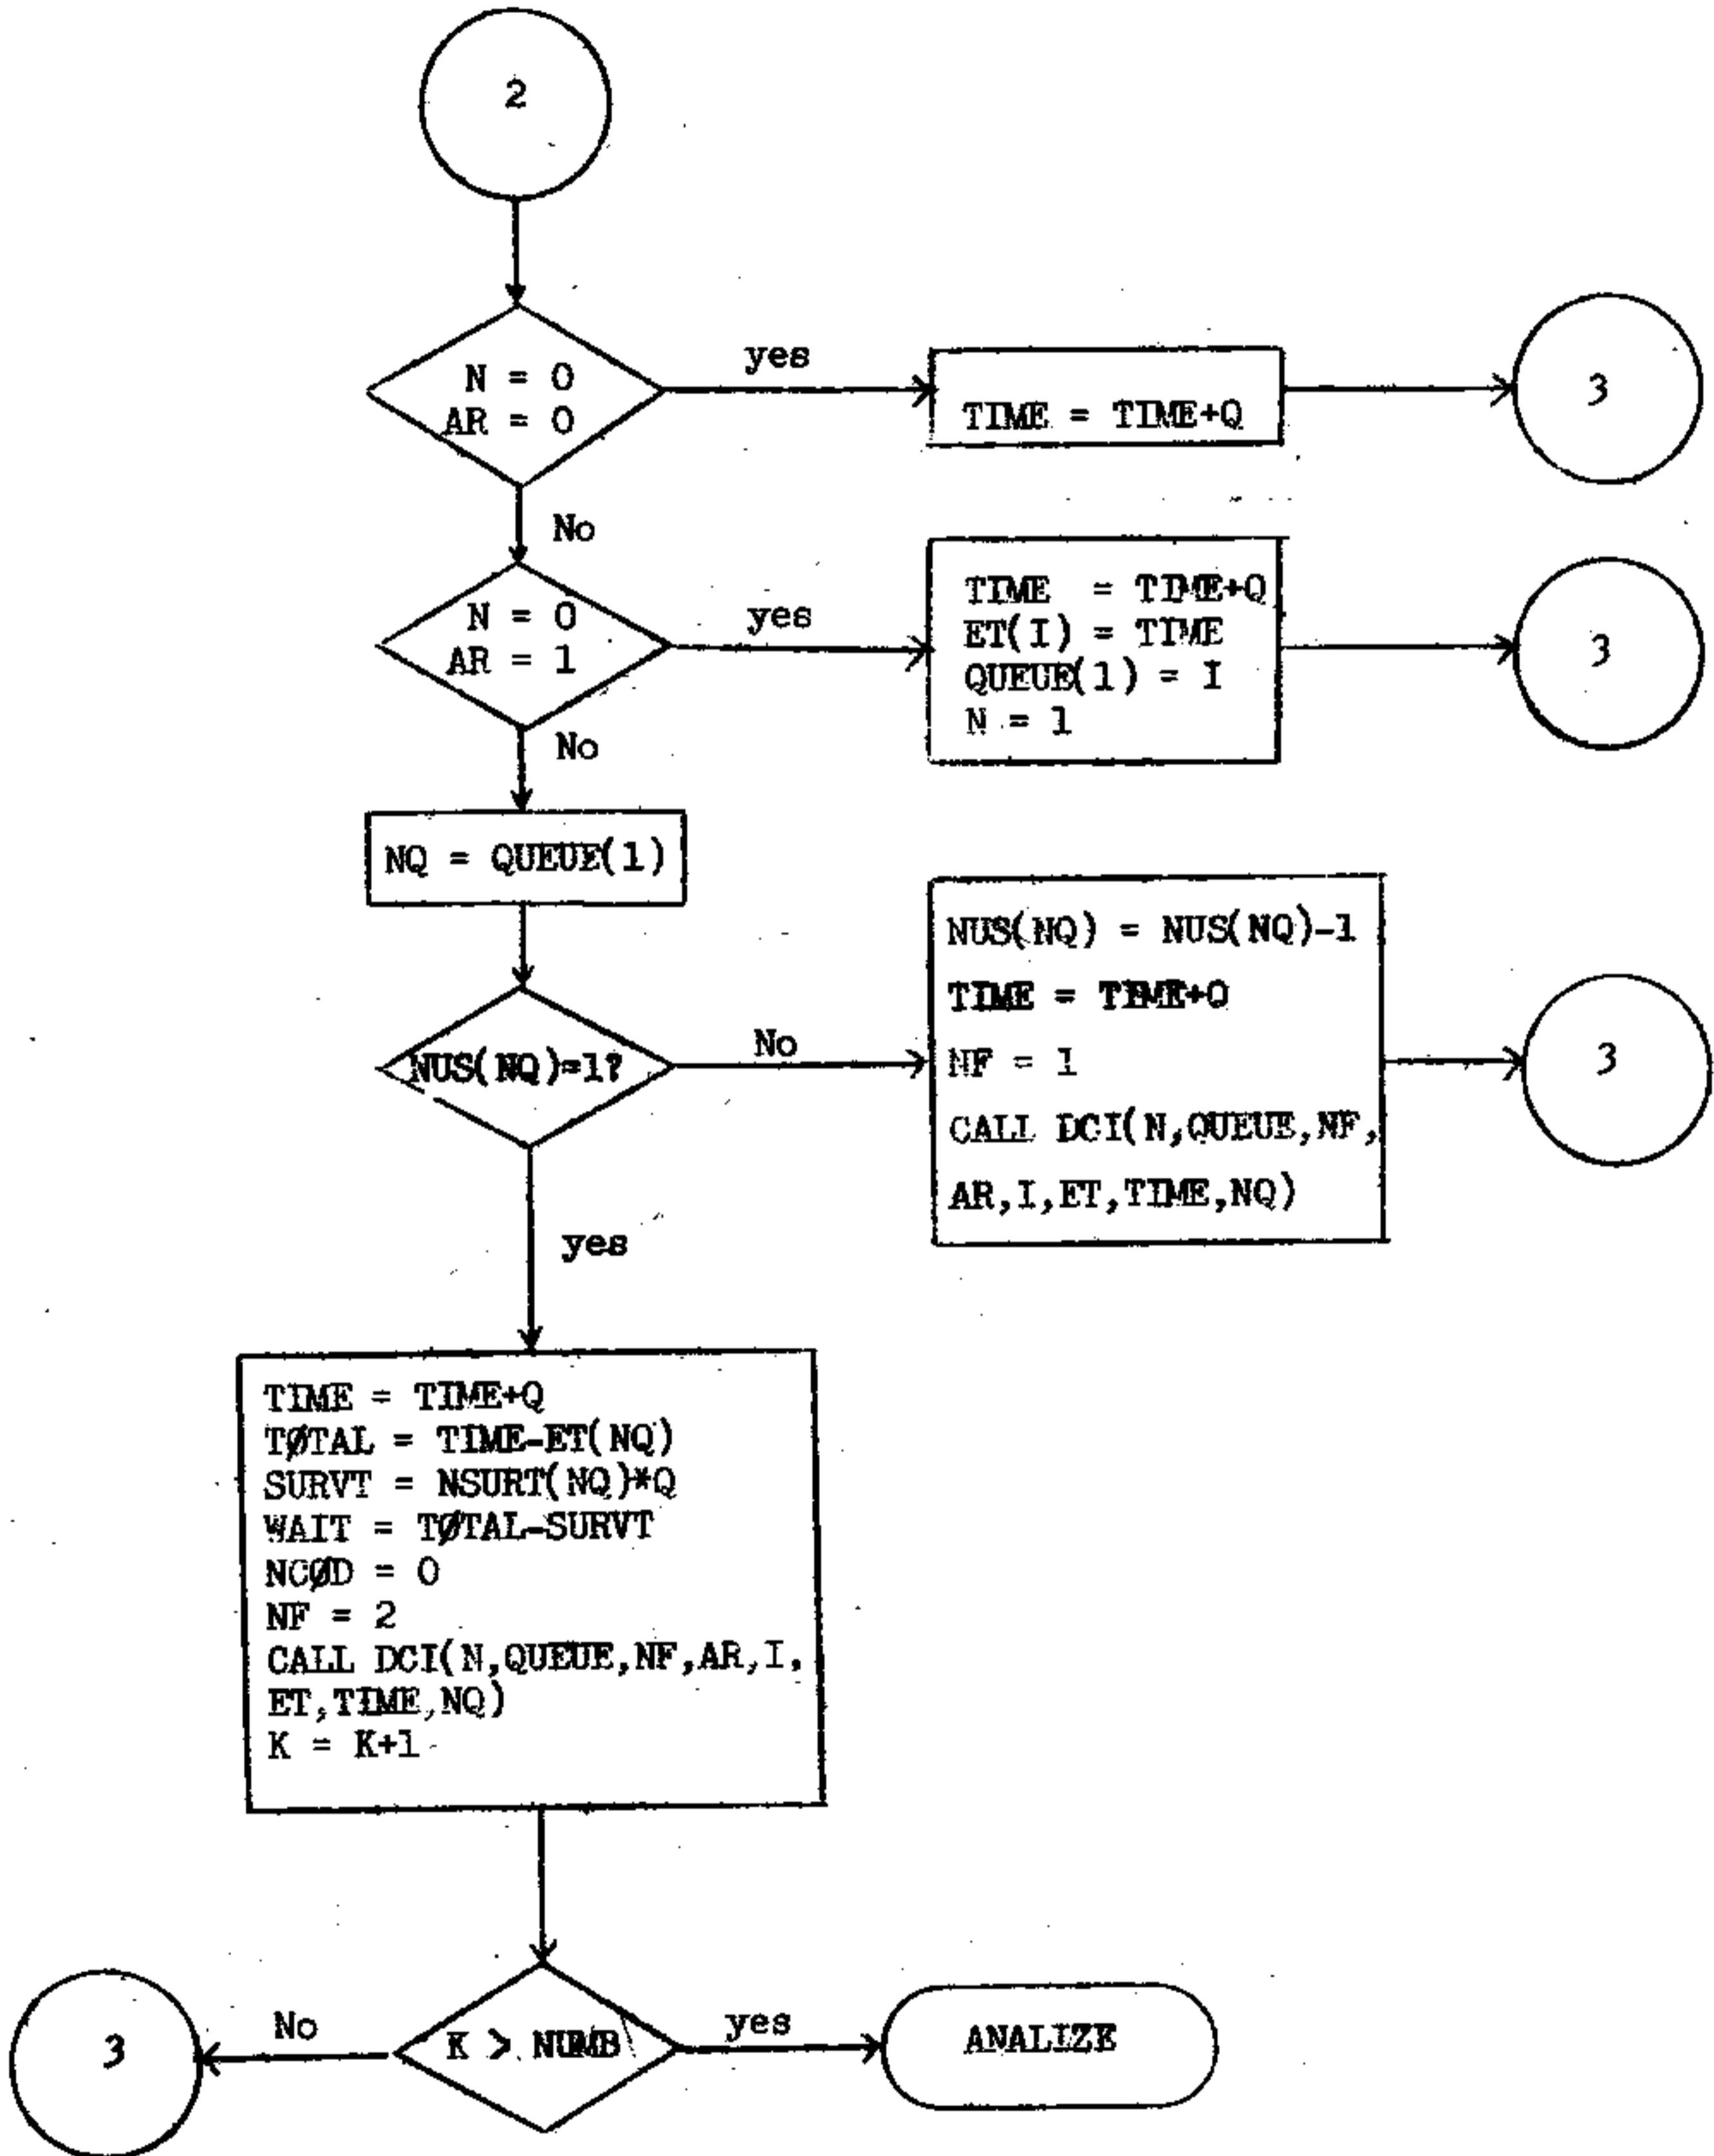 2
N = 0
AR = 0
yes
TIME = TIME+Q
3
No
N = 0
AR = 1
yes
TIME = TIME+Q
ET(I) = TIME
QUEUE(1) = I
N = 1
3
No
NQ = QUEUE(1)
NUS(NQ)=1?
No
NUS(NQ) = NUS(NQ)-1
TIME = TIME+Q
NF = 1
CALL DCI(N,QUEUE,NF,
AR,I,ET,TIME,NQ)
3
yes
TIME = TIME+Q
TØTAL = TIME-ET(NQ)
SURVT = NSURT(NQ)*Q
WAIT = TØTAL-SURVT
NCØD = 0
NF = 2
CALL DCI(N,QUEUE,NF,AR,I,
ET,TIME,NQ)
K = K+1
3
No
K > NUMB
yes
ANALIZE